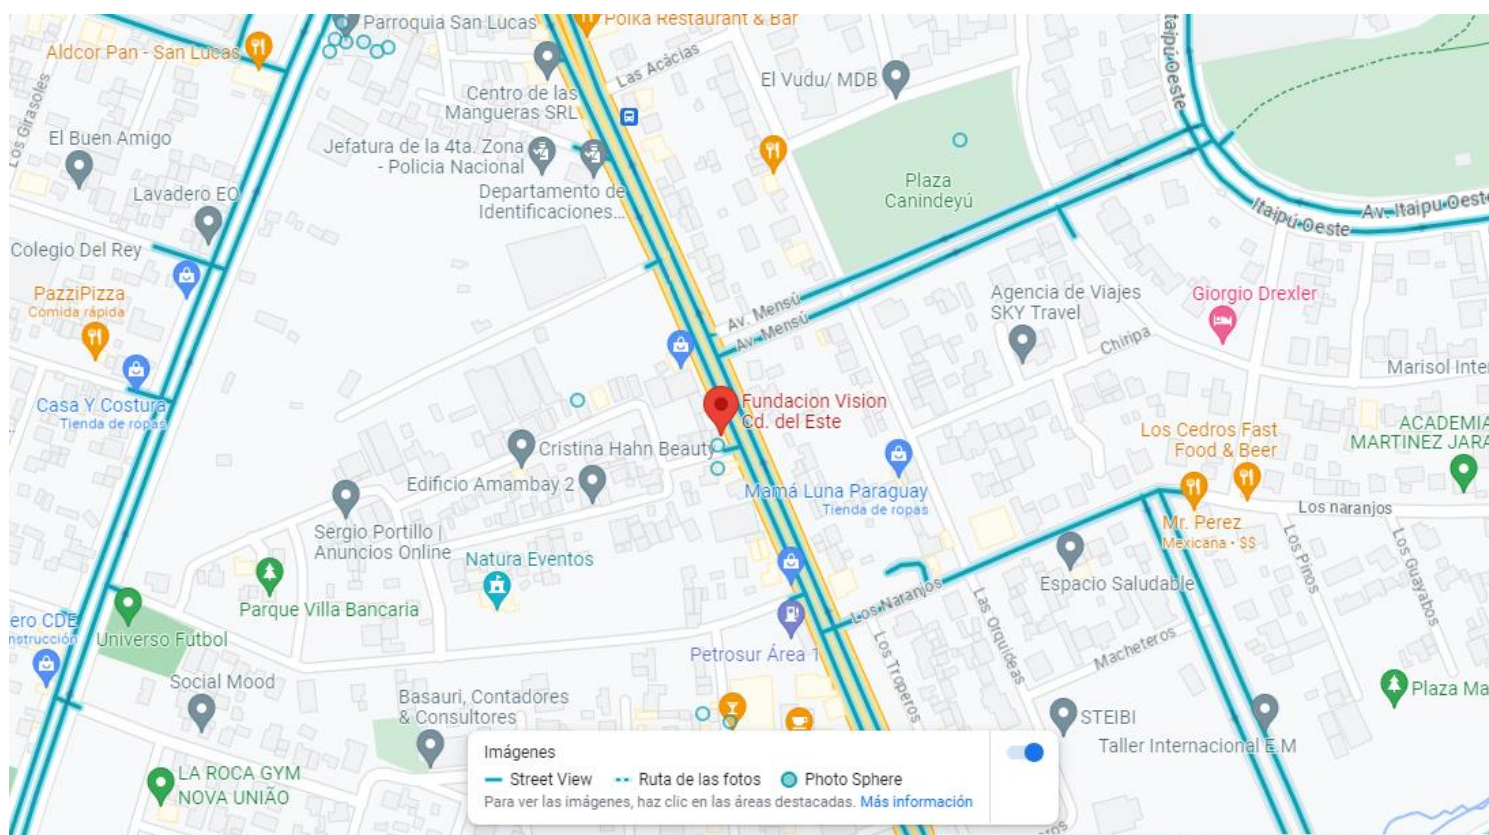 Parroquia San Lucas
Polka Restaurant & Bar
Aldcor Pan - San Lucas
Las Acácias
El Vudu/ MDB
Itaipú Oeste
Los Girasoles
Centro de las
Mangueras SRL
El Buen Amigo
Jefatura de la 4ta. Zona
- Policia Nacional
Lavadero EO
Departamento de
Identificaciones...
Plaza
Canindeyú
Itaipú Oeste
Av. Itaipu Oeste
Colegio Del Rey
PazziPizza
Comida rápida
Av. Mensú
Av. Mensú
Agencia de Viajes
SKY Travel
Giorgio Drexler
Chiripa
Marisol Inter
Casa Y Costura
Tienda de ropas
Fundacion Vision
Cd. del Este
Cristina Hahn Beauty
Edificio Amambay 2
Los Cedros Fast
Food & Beer
ACADEMIA
MARTINEZ JARA
Mamá Luna Paraguay
Tienda de ropas
Sergio Portillo |
Anuncios Online
Los naranjos
Mr. Perez
Mexicana • $$
Natura Eventos
Espacio Saludable
Los Pinos
Los Guayabos
Parque Villa Bancaria
Los Naranjos
Las Orquideas
ero CDE
nstrucción
Universo Fútbol
Petrosur Área 1
Los Troperos
Macheteros
Social Mood
Basauri, Contadores
& Consultores
Plaza Ma
STEIBI
Taller Internacional E.M
LA ROCA GYM
NOVA UNIÃO
Imágenes
Street View
Ruta de las fotos
Photo Sphere
Para ver las imágenes, haz clic en las áreas destacadas. Más información